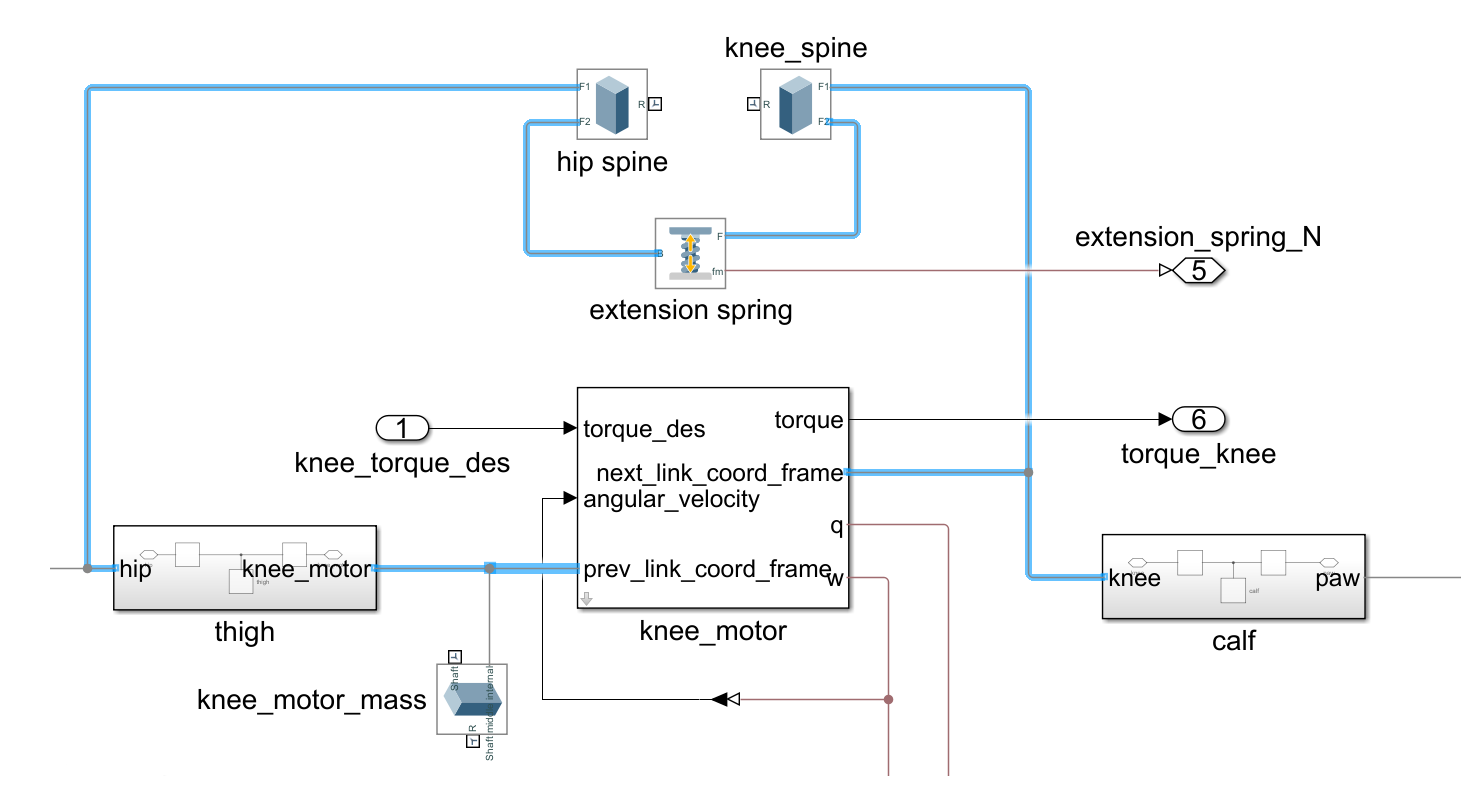 knee_spine
F1
F2
R
R
F1
F2
hip spine
B
F
fm
extension spring
extension_spring_N
5
1
knee_torque_des
torque_des
torque
6
torque_knee
next_link_coord_frame
angular_velocity
q
hip
knee_motor
thigh
thigh
prev_link_coord_frame
w
knee_motor
knee
paw
calf
calf
knee_motor_mass
Shaft
R
Shaft middle internal